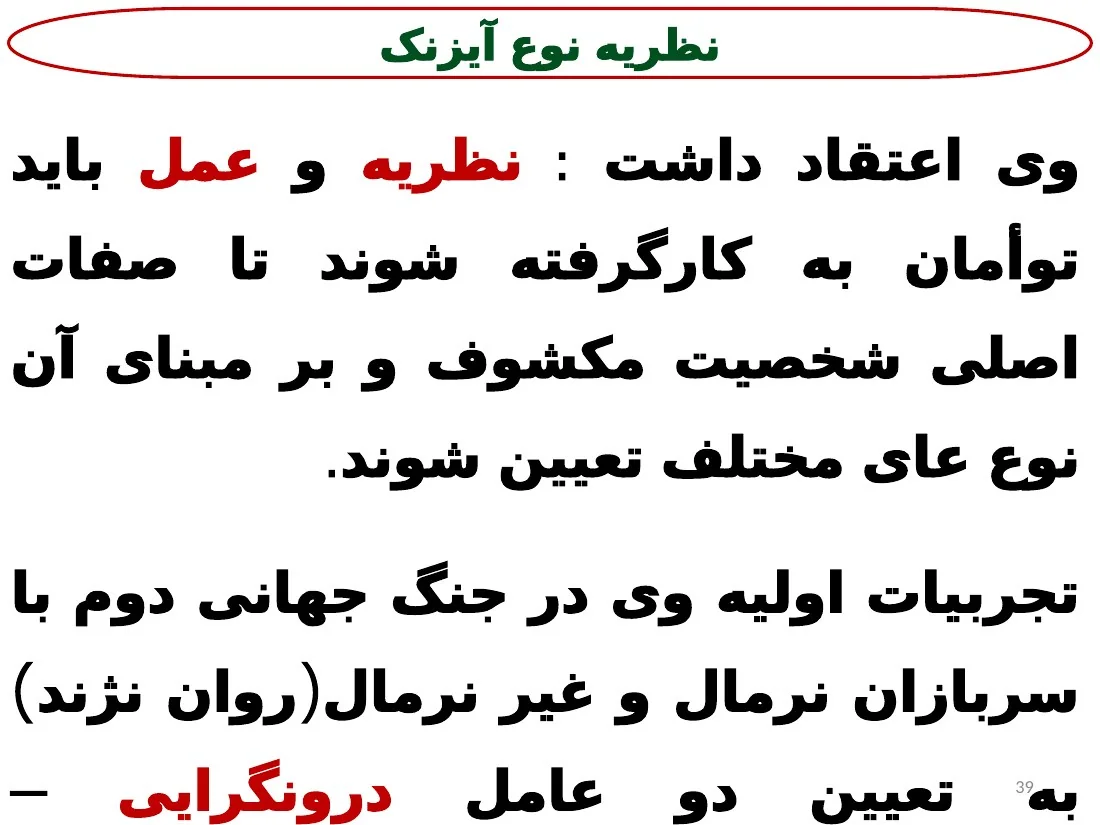 نظریه نوع آیزنک
وی اعتقاد داشت : نظریه و عمل باید
توأمان به کارگرفته شوند تا صفات
اصلی شخصیت مکشوف و بر مبنای آن
نوع عای مختلف تعیین شوند.
تجربیات اولیه وی در جنگ جهانی دوم با
سربازان نرمال و غیر نرمال(روان نژند)
به تعیین دو عامل درونگرایی –
39